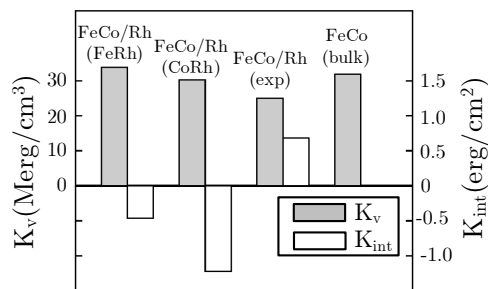 FeCo/Rh
(FeRh)
FeCo/Rh
(CoRh)
FeCo/Rh
(exp)
FeCo
(bulk)
30
20
10
0
1.5
1.0
0.5
0
-0.5
-1.0
K_v(Merg/cm^3)
K_int(erg/cm^2)
K_v
K_int